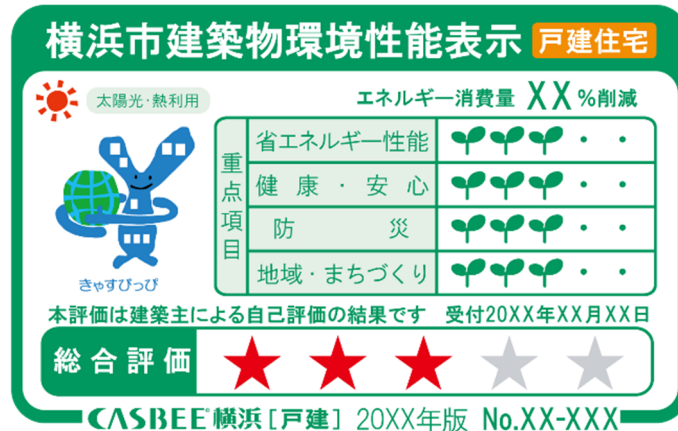 横浜市建築物環境性能表示 戸建住宅
太陽光・熱利用 エネルギー消費量 XX%削減
重点項目
省エネルギー性能
健康・安心
防災
地域・まちづくり
きゃすびっぴ
本評価は建築主による自己評価の結果です 受付20XX年XX月XX日
総合評価
CASBEE®横浜[戸建] 20XX年版 No.XX-XXX